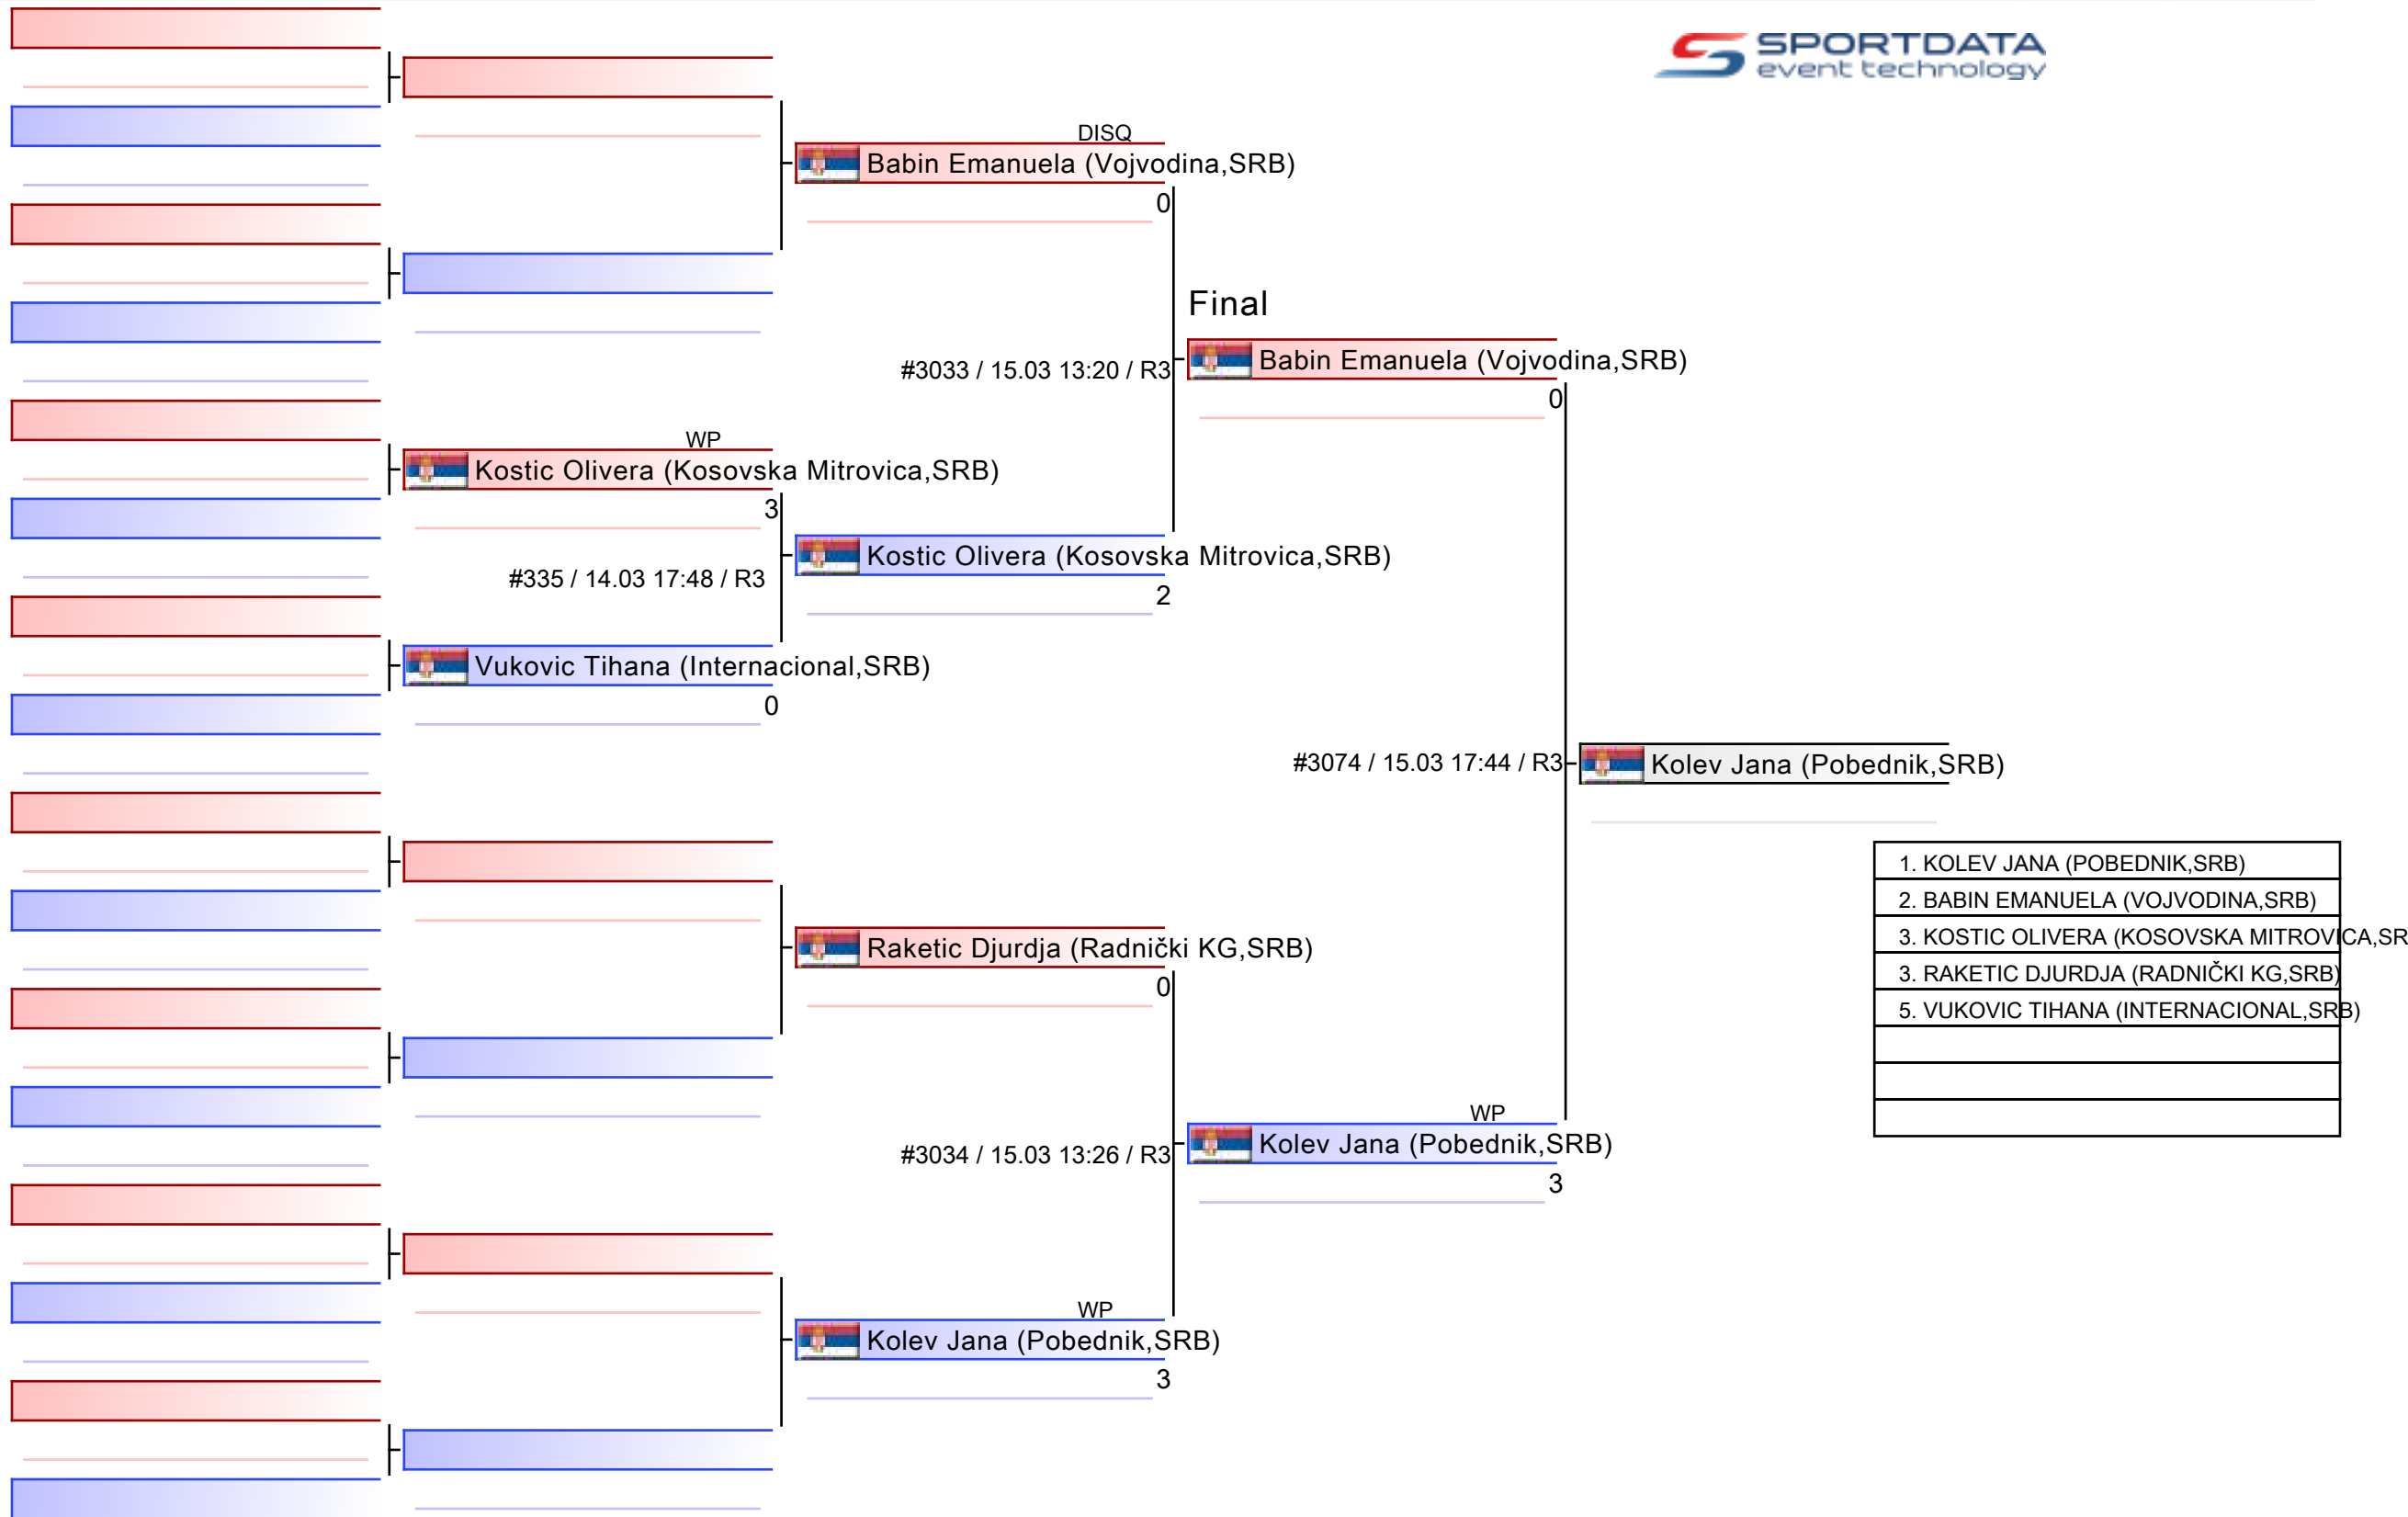 SPORTDATA
event technology
DISQ
Babin Emanuela (Vojvodina,SRB)
0
Final
#3033 / 15.03 13:20 / R3
Babin Emanuela (Vojvodina,SRB)
0
WP
Kostic Olivera (Kosovska Mitrovica,SRB)
3
#335 / 14.03 17:48 / R3
Kostic Olivera (Kosovska Mitrovica,SRB)
2
Vukovic Tihana (Internacional,SRB)
0
#3074 / 15.03 17:44 / R3
Kolev Jana (Pobednik,SRB)
1. KOLEV JANA (POBEDNIK,SRB)
2. BABIN EMANUELA (VOJVODINA,SRB)
3. KOSTIC OLIVERA (KOSOVSKA MITROVICA,SR
3. RAKETIC DJURDJA (RADNIČKI KG,SRB)
5. VUKOVIC TIHANA (INTERNACIONAL,SRB)
Raketic Djurdja (Radnički KG,SRB)
0
#3034 / 15.03 13:26 / R3
WP
Kolev Jana (Pobednik,SRB)
3
WP
Kolev Jana (Pobednik,SRB)
3